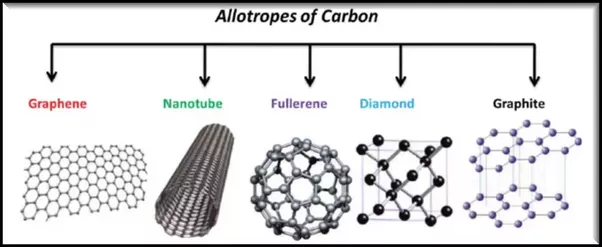 Allotropes of Carbon
Graphene Nanotube Fullerene Diamond Graphite